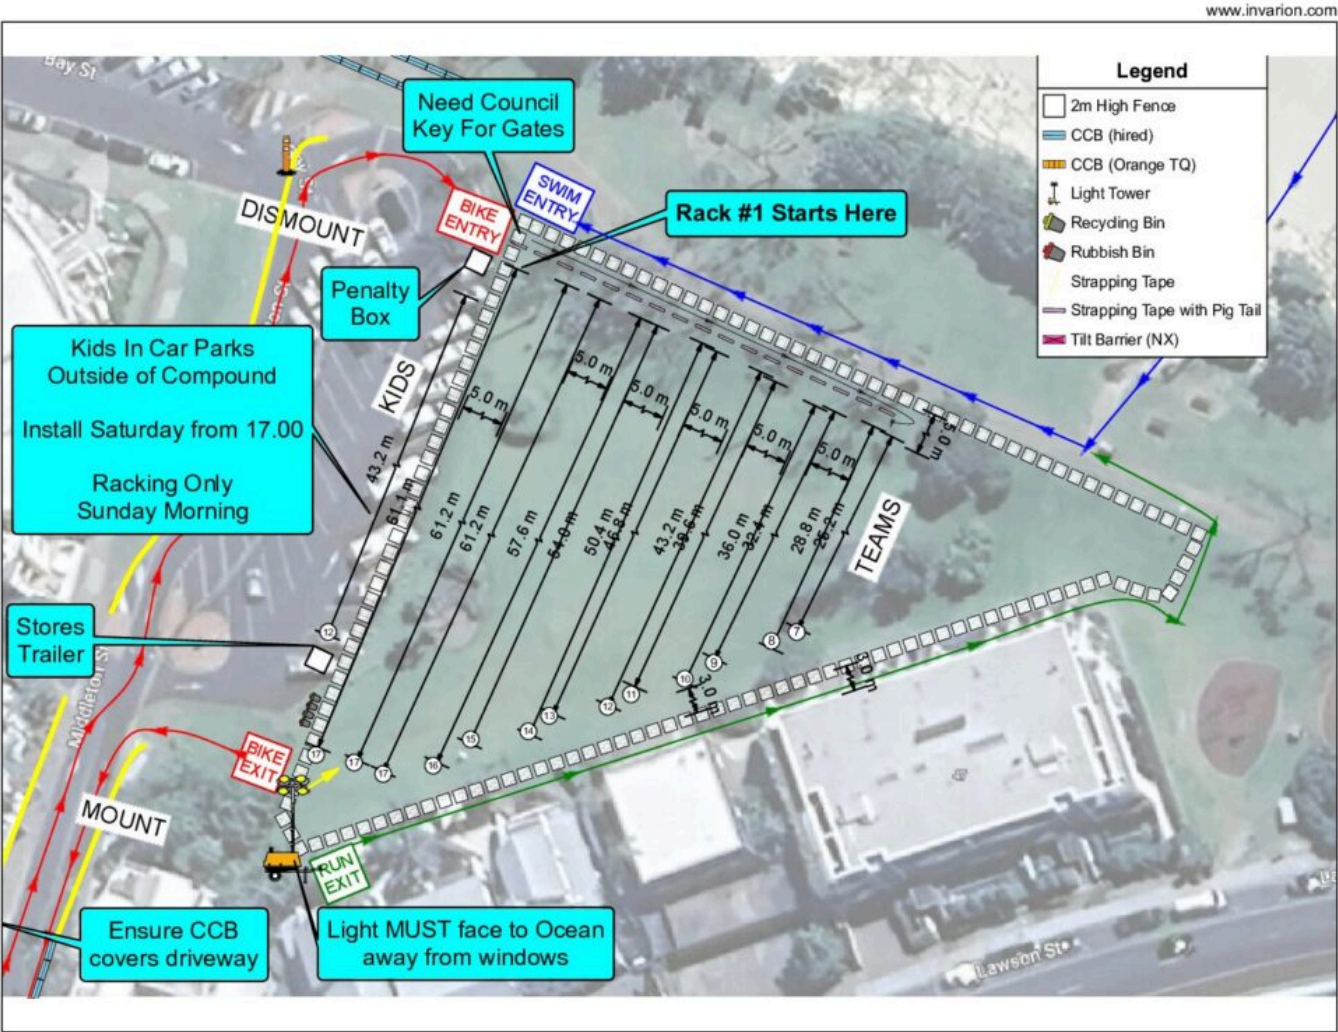 www.invarion.com
Bay St
Need Council
Key For Gates
Legend
2m High Fence
CCB (hired)
CCB (Orange TQ)
Light Tower
Recycling Bin
Rubbish Bin
Strapping Tape
Strapping Tape with Pig Tail
Tilt Barrier (NX)
SWIM
ENTRY
BIKE
ENTRY
DISMOUNT
Rack #1 Starts Here
Penalty
Box
Kids In Car Parks
Outside of Compound
Install Saturday from 17.00
Racking Only
Sunday Morning
KIDS
5.0 m
5.0 m
5.0 m
5.0 m
5.0 m
5.0 m
5.0 m
43.2 m
61.1 m
61.2 m
61.2 m
57.6 m
54.0 m
50.4 m
46.8 m
43.2 m
39.6 m
36.0 m
32.4 m
28.8 m
25.2 m
TEAMS
Stores
Trailer
12
17
17
17
16
15
14
13
12
11
10
9
8
7
3.0 m
3.0 m
Middleton St
BIKE
EXIT
MOUNT
RUN
EXIT
Ensure CCB
covers driveway
Light MUST face to Ocean
away from windows
Lawson St